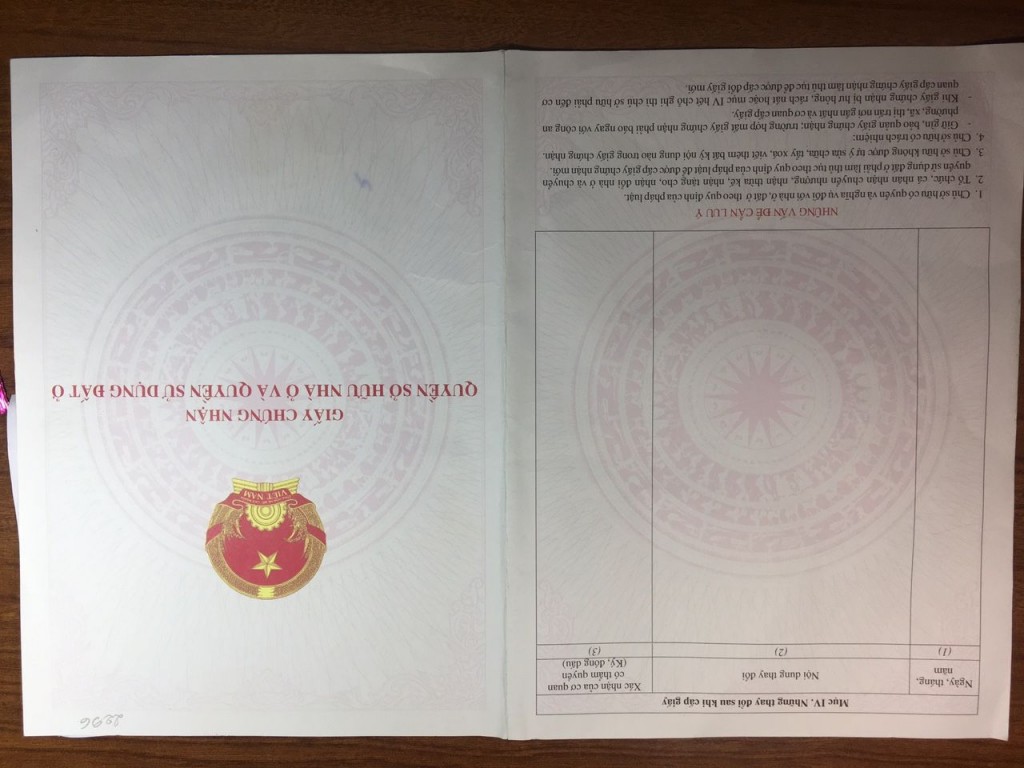 Mục IV. Những thay đổi sau khi cấp giấy
Ngày, tháng, năm
Nội dung thay đổi
Xác nhận của cơ quan
có thẩm quyền
(Ký, đóng dấu)
(1)
(2)
(3)
NHỮNG VẤN ĐỀ CẦN LƯU Ý
1. Chủ sở hữu có quyền và nghĩa vụ đối với nhà ở, đất ở theo quy định của pháp luật.
2. Tổ chức, cá nhân nhận chuyển nhượng, nhận thừa kế, nhận tặng cho, nhận đổi nhà ở và chuyển
quyền sử dụng đất ở phải làm thủ tục theo quy định của pháp luật để được cấp giấy chứng nhận mới.
3. Chủ sở hữu không được tự ý sửa chữa, tẩy xoá, viết thêm bất kỳ nội dung nào trong giấy chứng nhận.
4. Chủ sở hữu có trách nhiệm:
- Giữ gìn, bảo quản giấy chứng nhận; trường hợp mất giấy chứng nhận phải báo ngay với công an
phường, xã, thị trấn nơi gần nhất và cơ quan cấp giấy.
- Khi giấy chứng nhận bị hư hỏng, rách nát hoặc mục IV hết chỗ ghi thì chủ sở hữu phải đến cơ
quan cấp giấy chứng nhận làm thủ tục để được cấp đổi giấy mới.
VIỆT NAM
GIẤY CHỨNG NHẬN
QUYỀN SỞ HỮU NHÀ Ở VÀ QUYỀN SỬ DỤNG ĐẤT Ở